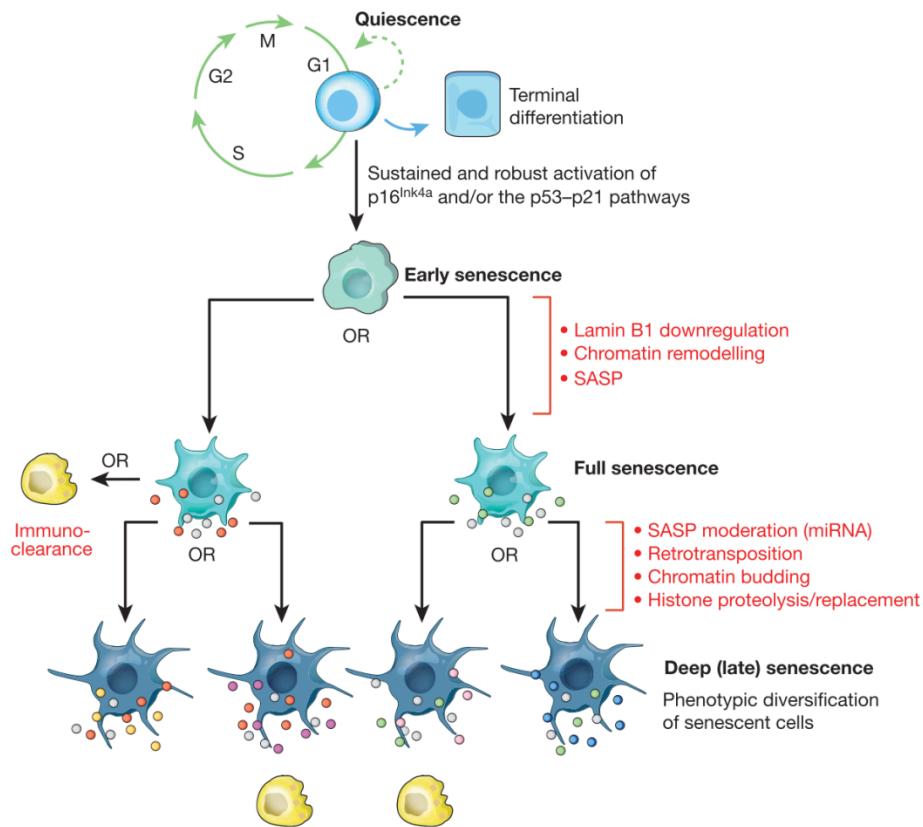 Quiescence
M
G1
G2
S
Terminal
differentiation
Sustained and robust activation of
p16Ink4a and/or the p53–p21 pathways
Early senescence
OR
• Lamin B1 downregulation
• Chromatin remodelling
• SASP
OR
Immuno-
clearance
Full senescence
OR
OR
• SASP moderation (miRNA)
• Retrotransposition
• Chromatin budding
• Histone proteolysis/replacement
Deep (late) senescence
Phenotypic diversification
of senescent cells